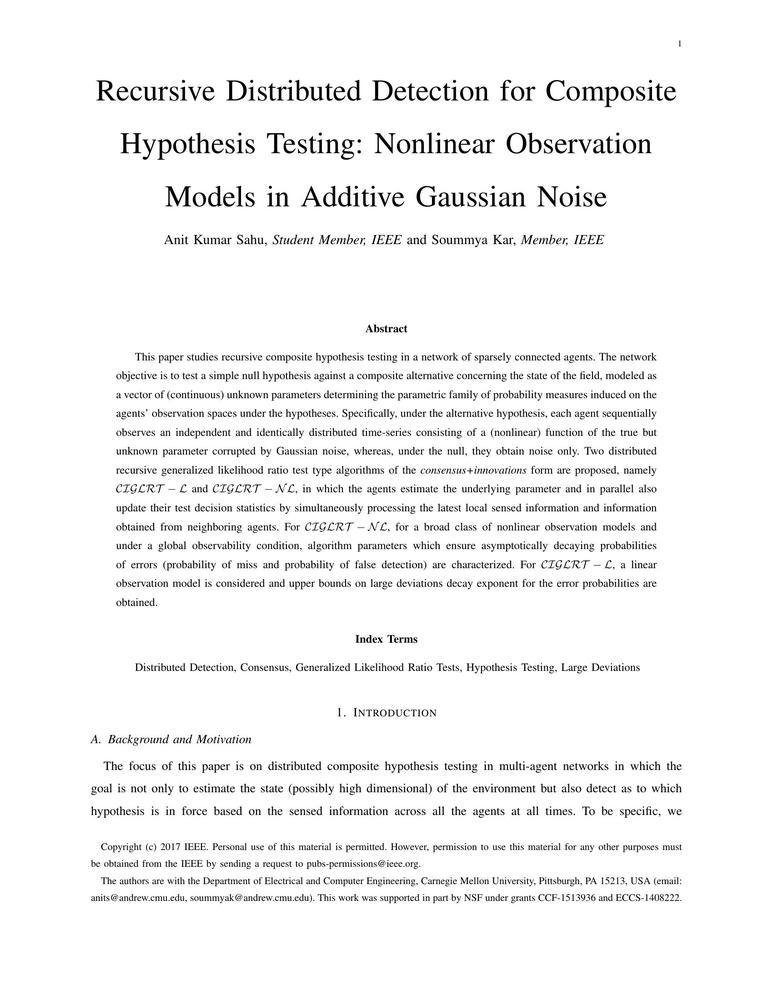 1
Recursive Distributed Detection for Composite
Hypothesis Testing: Nonlinear Observation
Models in Additive Gaussian Noise
Anit Kumar Sahu, Student Member, IEEE and Soummya Kar, Member, IEEE
Abstract
This paper studies recursive composite hypothesis testing in a network of sparsely connected agents. The network
objective is to test a simple null hypothesis against a composite alternative concerning the state of the field, modeled as
a vector of (continuous) unknown parameters determining the parametric family of probability measures induced on the
agents' observation spaces under the hypotheses. Specifically, under the alternative hypothesis, each agent sequentially
observes an independent and identically distributed time-series consisting of a (nonlinear) function of the true but
unknown parameter corrupted by Gaussian noise, whereas, under the null, they obtain noise only. Two distributed
recursive generalized likelihood ratio test type algorithms of the consensus+innovations form are proposed, namely
𝒞ℐ𝒢ℒℛ𝒯 − ℒ and 𝒞ℐ𝒢ℒℛ𝒯 − 𝒩ℒ, in which the agents estimate the underlying parameter and in parallel also
update their test decision statistics by simultaneously processing the latest local sensed information and information
obtained from neighboring agents. For 𝒞ℐ𝒢ℒℛ𝒯 − 𝒩ℒ, for a broad class of nonlinear observation models and
under a global observability condition, algorithm parameters which ensure asymptotically decaying probabilities
of errors (probability of miss and probability of false detection) are characterized. For 𝒞ℐ𝒢ℒℛ𝒯 − ℒ, a linear
observation model is considered and upper bounds on large deviations decay exponent for the error probabilities are
obtained.
Index Terms
Distributed Detection, Consensus, Generalized Likelihood Ratio Tests, Hypothesis Testing, Large Deviations
1. INTRODUCTION
A. Background and Motivation
The focus of this paper is on distributed composite hypothesis testing in multi-agent networks in which the
goal is not only to estimate the state (possibly high dimensional) of the environment but also detect as to which
hypothesis is in force based on the sensed information across all the agents at all times. To be specific, we
Copyright (c) 2017 IEEE. Personal use of this material is permitted. However, permission to use this material for any other purposes must
be obtained from the IEEE by sending a request to pubs-permissions@ieee.org.
The authors are with the Department of Electrical and Computer Engineering, Carnegie Mellon University, Pittsburgh, PA 15213, USA (email:
anits@andrew.cmu.edu, soummyak@andrew.cmu.edu). This work was supported in part by NSF under grants CCF-1513936 and ECCS-1408222.